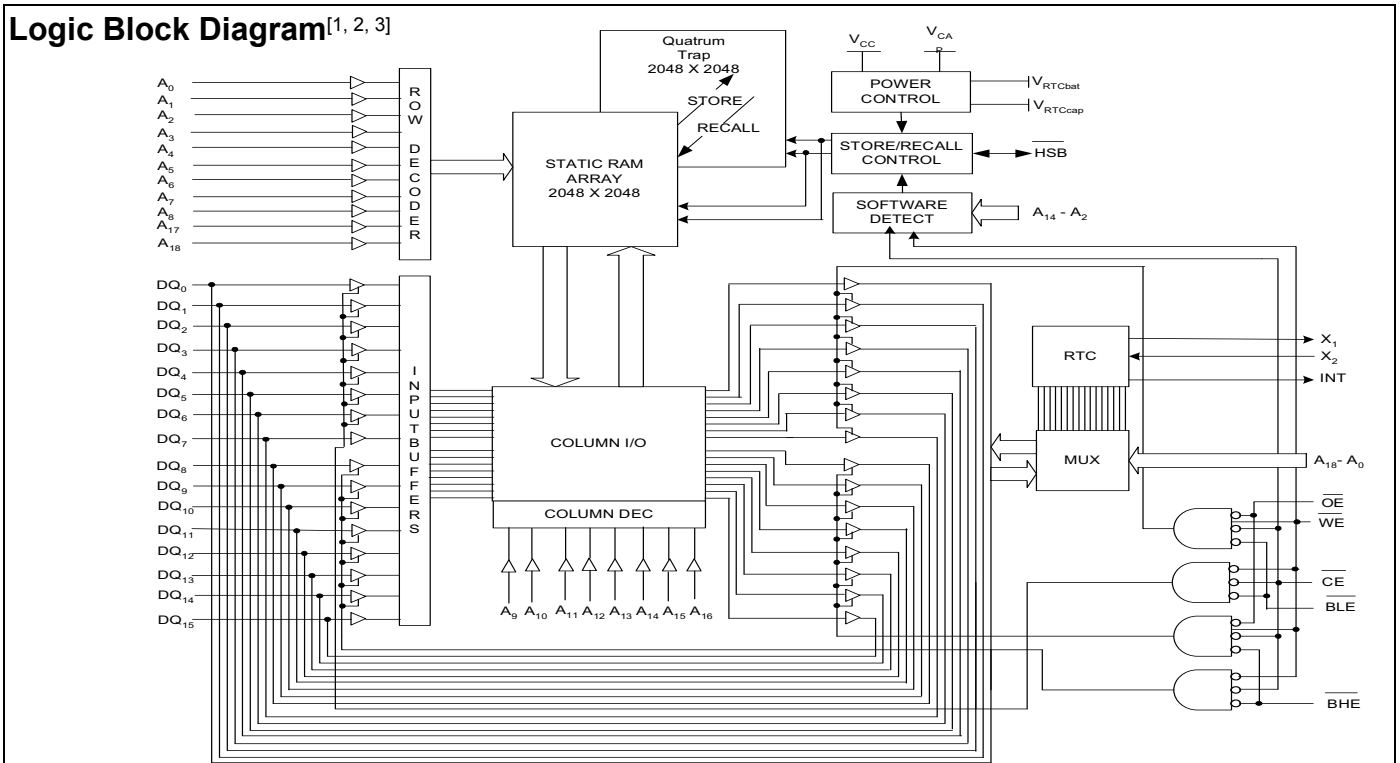 Logic Block Diagram[1, 2, 3]
A0
A1
A2
A3
A4
A5
A6
A7
A8
A17
A18
ROW DECODER
Quatrum
Trap
2048 X 2048
STORE
RECALL
STATIC RAM
ARRAY
2048 X 2048
VCC
VCAP
POWER
CONTROL
VRTCbat
VRTCcap
STORE/RECALL
CONTROL
HSB
SOFTWARE
DETECT
A14 - A2
DQ0
DQ1
DQ2
DQ3
DQ4
DQ5
DQ6
DQ7
DQ8
DQ9
DQ10
DQ11
DQ12
DQ13
DQ14
DQ15
INPUTBUFFERS
COLUMN I/O
COLUMN DEC
A9 A10 A11 A12 A13 A14 A15 A16
RTC
X1
X2
INT
MUX
A18- A0
OE
WE
CE
BLE
BHE